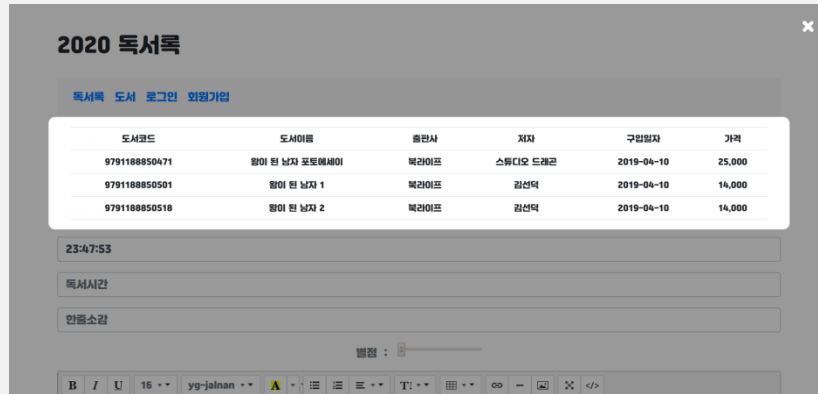 2020 독서록
독서록 도서 로그인 회원가입
도서코드 도서이름 출판사 저자 구입일자 가격
9791188850471 왕이 된 남자 포토에세이 북라이프 스튜디오 드래곤 2019-04-10 25,000
9791188850501 왕이 된 남자 1 북라이프 김선덕 2019-04-10 14,000
9791188850518 왕이 된 남자 2 북라이프 김선덕 2019-04-10 14,000
23:47:53
독서시간
한줄소감
별점 :
B I U 16 yg-jalnan A T </>